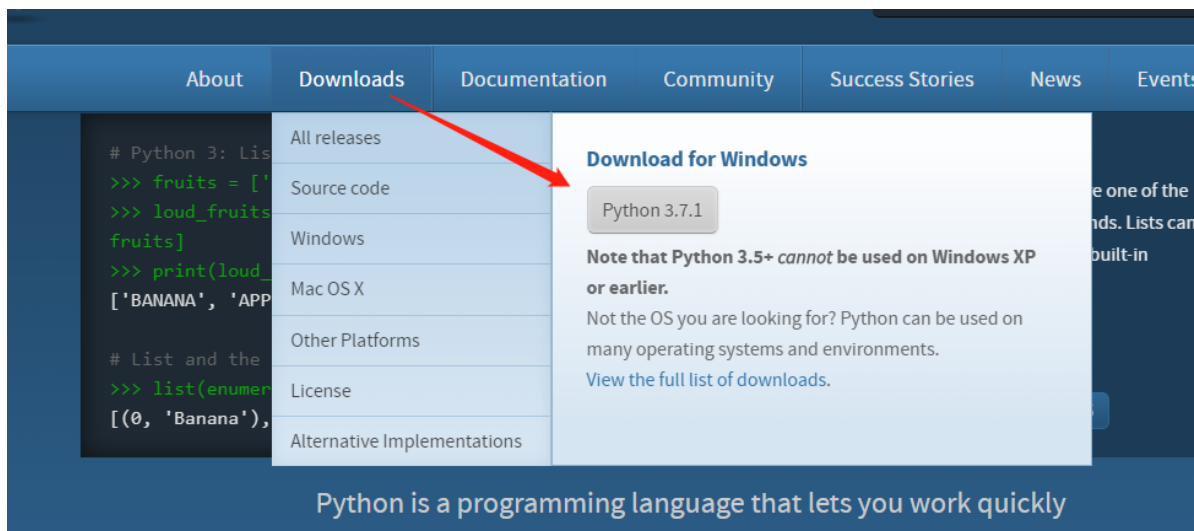 About Downloads Documentation Community Success Stories News Events
# Python 3: Lis
>>> fruits = ['
>>> loud_fruits
fruits]
>>> print(loud_
['BANANA', 'APP
# List and the
>>> list(enumer
[(0, 'Banana'),
All releases
Source code
Windows
Mac OS X
Other Platforms
License
Alternative Implementations
Download for Windows
Python 3.7.1
Note that Python 3.5+ cannot be used on Windows XP
or earlier.
Not the OS you are looking for? Python can be used on
many operating systems and environments.
View the full list of downloads.
one of the
Lists can
built-in
Python is a programming language that lets you work quickly